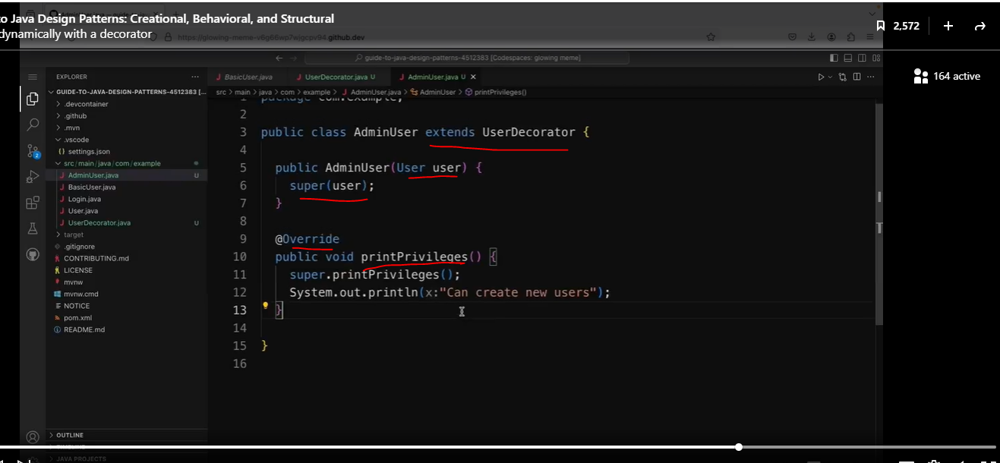 to Java Design Patterns: Creational, Behavioral, and Structural
dynamically with a decorator
2,572
164 active
guide-to-java-design-patterns-4512383 [Codespaces: glowing meme]
EXPLORER
GUIDE-TO-JAVA-DESIGN-PATTERNS-4512383 [...
.devcontainer
.github
.mvn
.vscode
settings.json
src/main/java/com/example
AdminUser.java U
BasicUser.java
Login.java
User.java
UserDecorator.java U
target
.gitignore
CONTRIBUTING.md
LICENSE
mvnw
mvnw.cmd
NOTICE
pom.xml
README.md
OUTLINE
JAVA PROJECTS
2
BasicUser.java UserDecorator.java U AdminUser.java U
src > main > java > com > example > AdminUser.java > AdminUser > printPrivileges()
1 package com.example;
2
3 public class AdminUser extends UserDecorator {
4
5 public AdminUser(User user) {
6 super(user);
7 }
8
9 @Override
10 public void printPrivileges() {
11 super.printPrivileges();
12 System.out.println(x:"Can create new users");
13 }
14
15 }
16